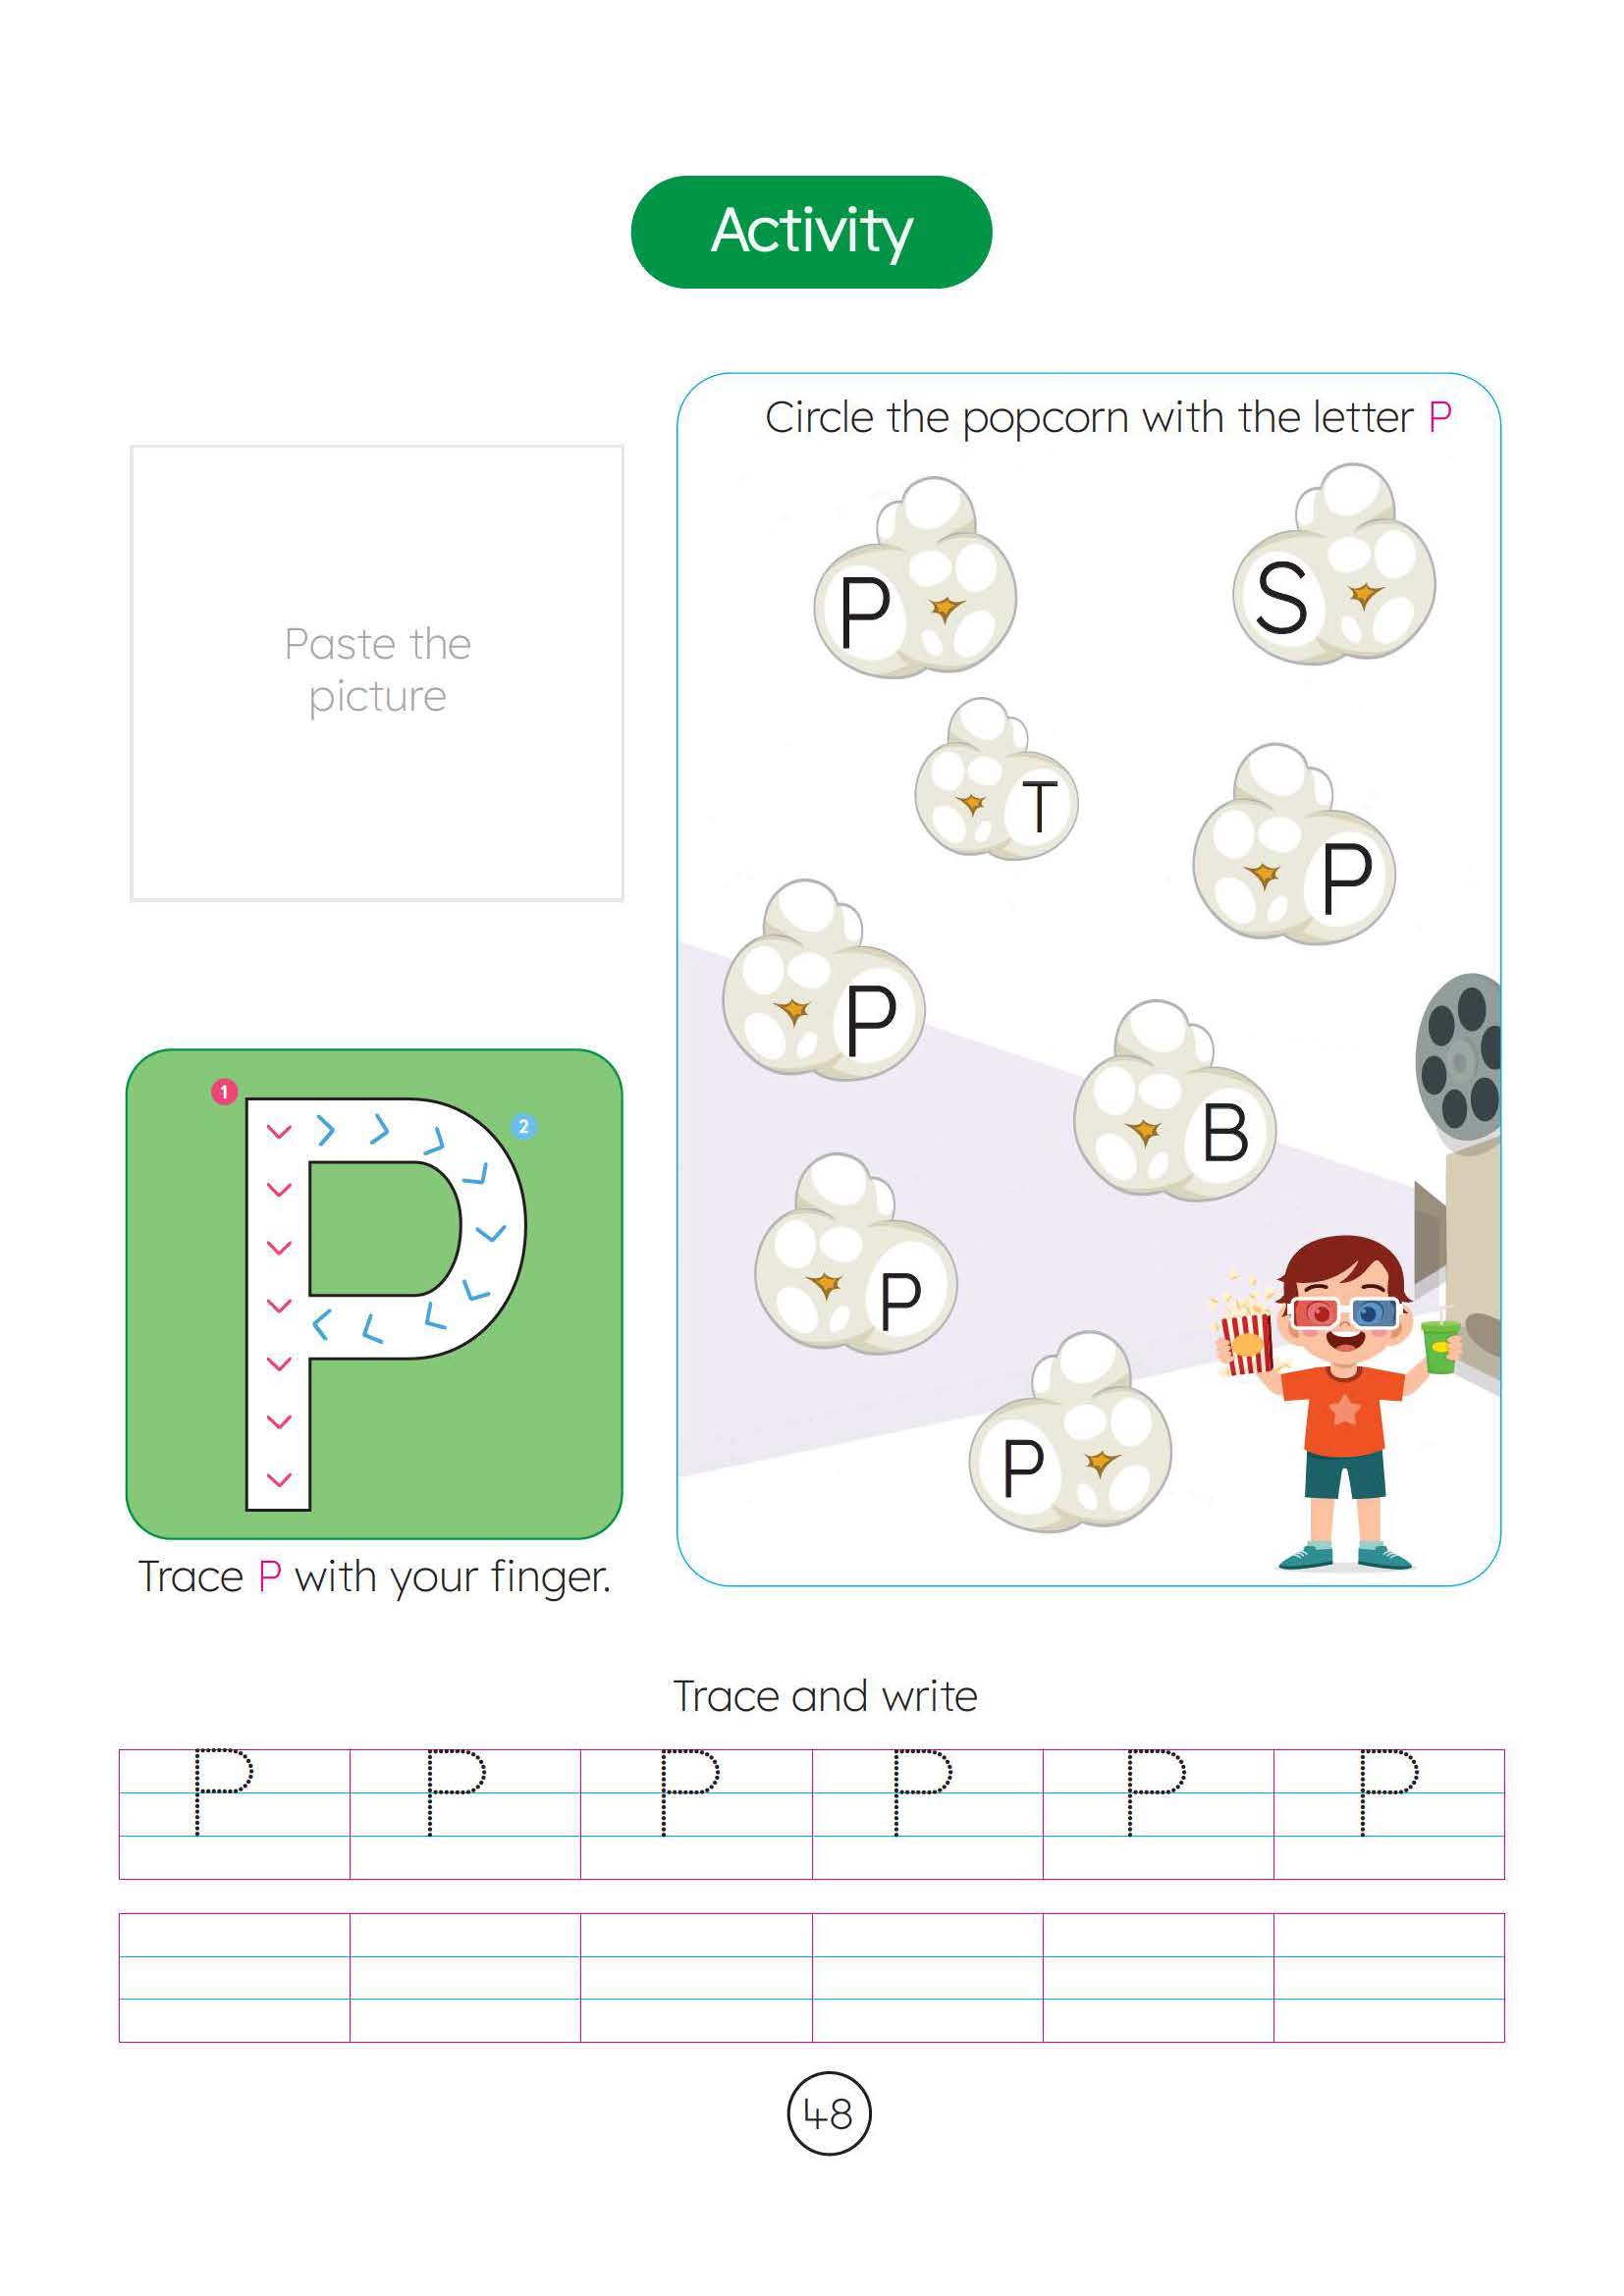 Activity
Circle the popcorn with the letter P
P
S
T
P
P
B
P
P
Paste the
picture
1
2
P
Trace P with your finger.
Trace and write
P P P P P P
48